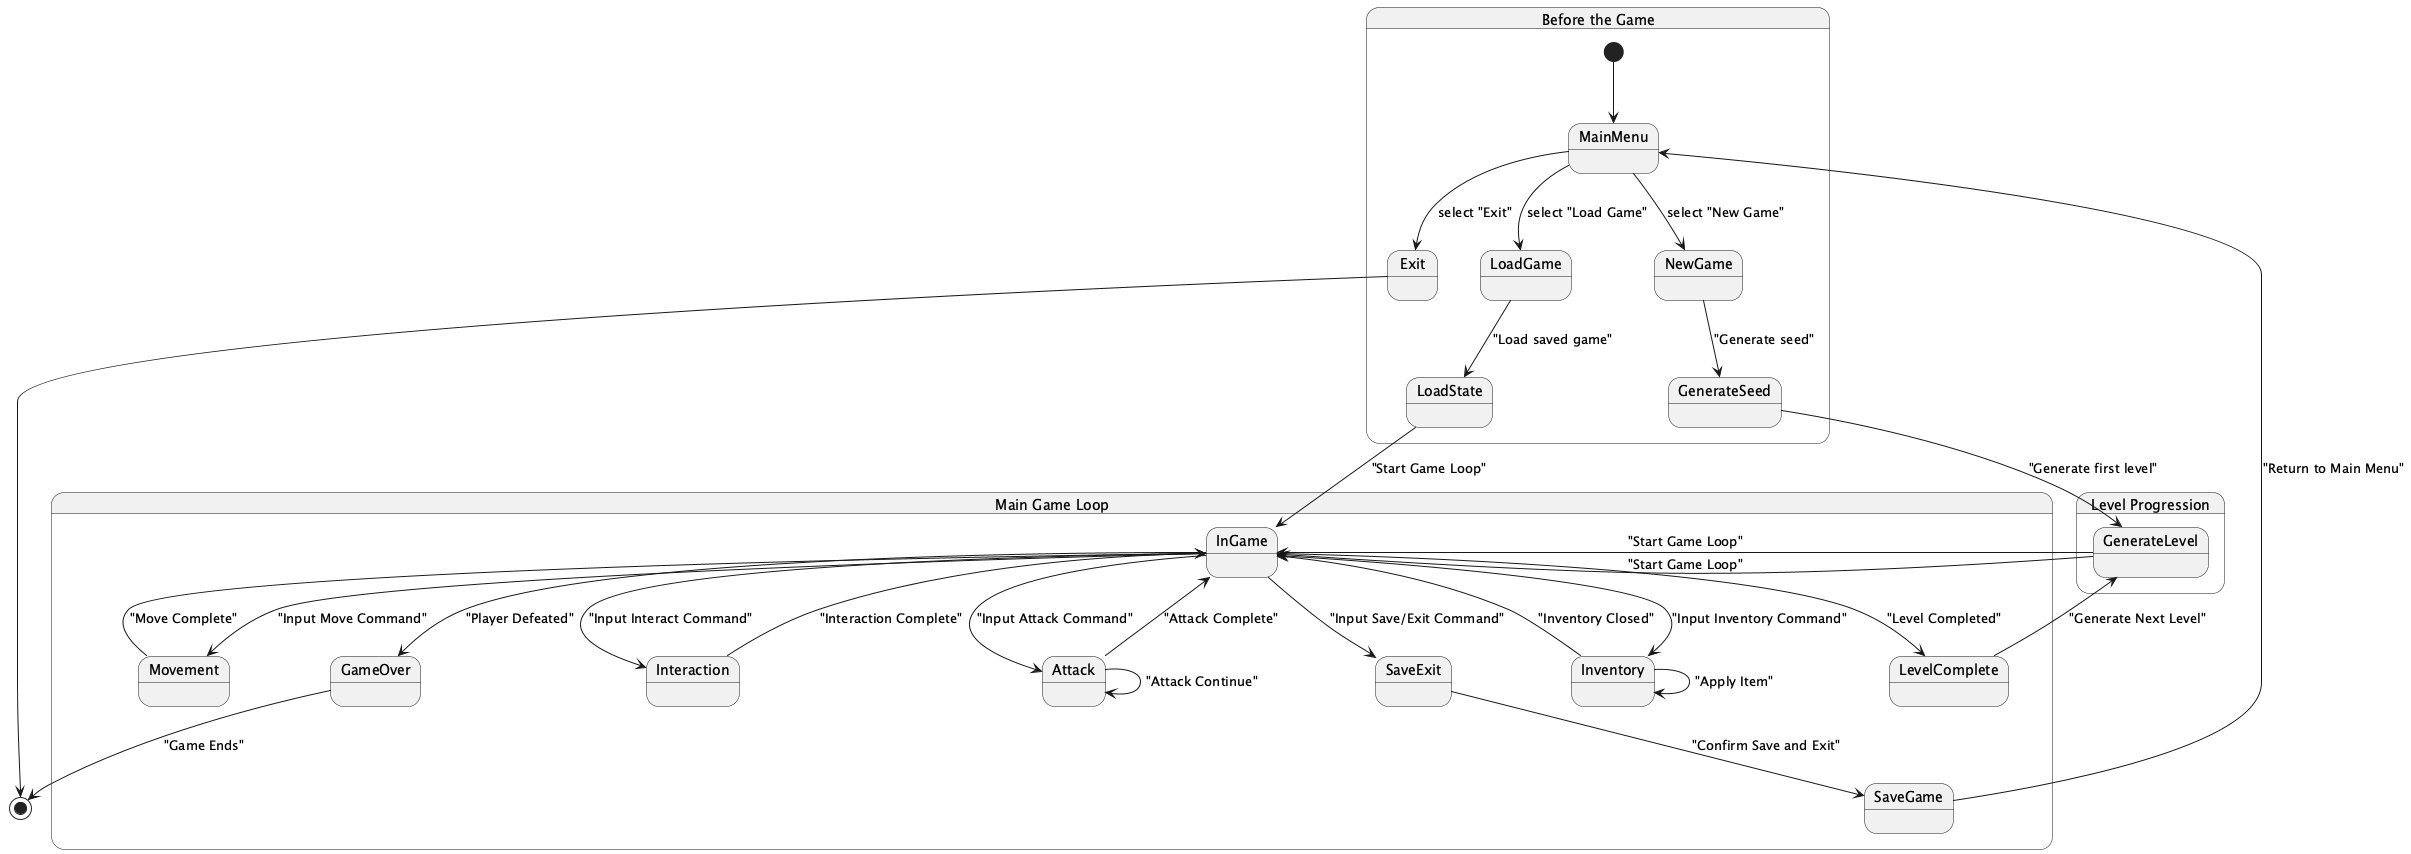 Before the Game
MainMenu
select "Exit"
select "Load Game"
select "New Game"
Exit
LoadGame
NewGame
"Load saved game"
"Generate seed"
LoadState
GenerateSeed
"Start Game Loop"
"Generate first level"
"Return to Main Menu"
Main Game Loop
Level Progression
InGame
"Start Game Loop"
GenerateLevel
"Start Game Loop"
"Move Complete"
"Input Move Command"
"Player Defeated"
"Input Interact Command"
"Interaction Complete"
"Input Attack Command"
"Attack Complete"
"Input Save/Exit Command"
"Inventory Closed"
"Input Inventory Command"
"Level Completed"
"Generate Next Level"
Movement
GameOver
Interaction
Attack
"Attack Continue"
SaveExit
Inventory
"Apply Item"
LevelComplete
"Game Ends"
"Confirm Save and Exit"
SaveGame